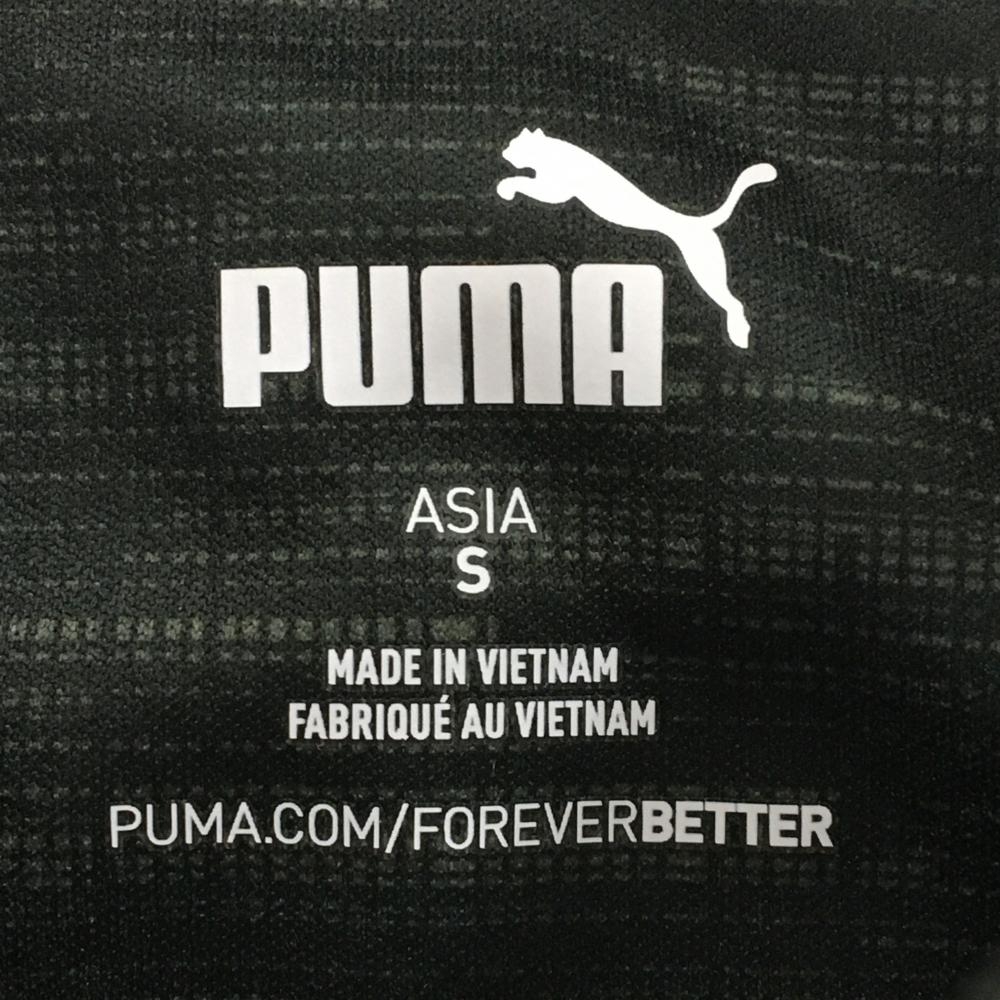 PUMA
ASIA
S
MADE IN VIETNAM
FABRIQUÉ AU VIETNAM
PUMA.COM/FOREVERBETTER